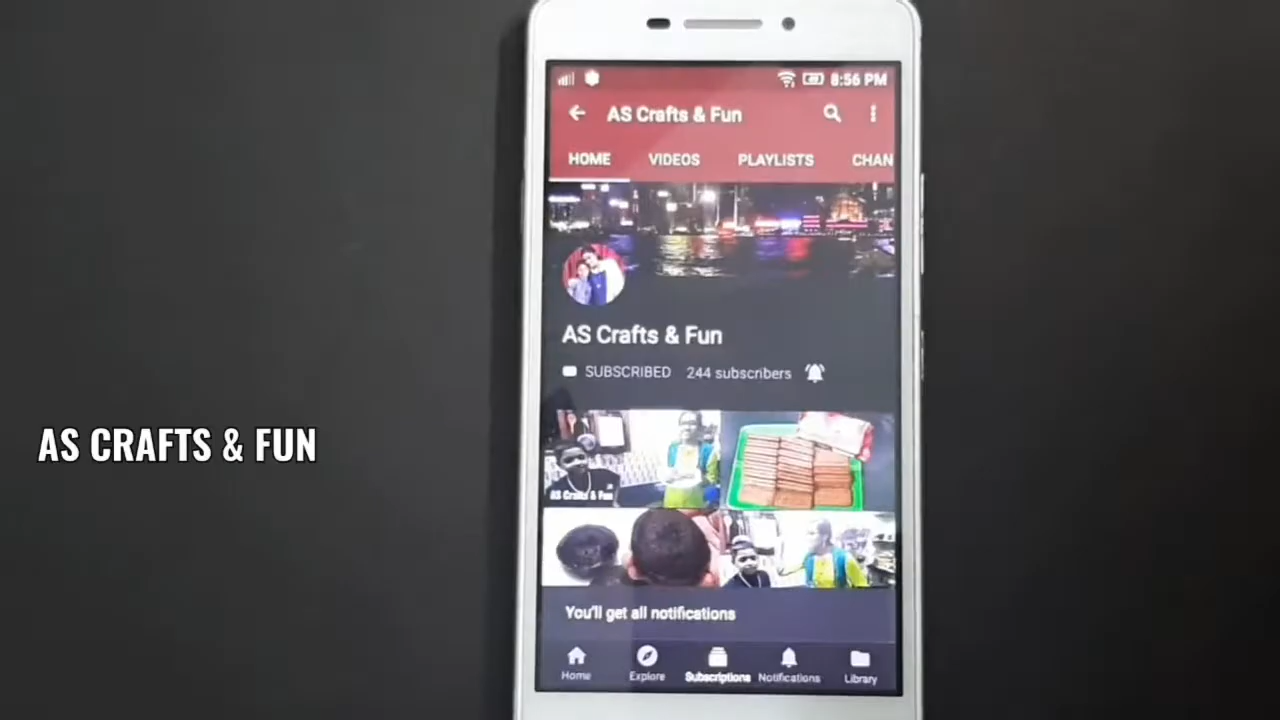 8:56 PM
AS Crafts & Fun
HOME VIDEOS PLAYLISTS CHAN
AS Crafts & Fun
SUBSCRIBED 244 subscribers
AS Crafts & Fun
AS CRAFTS & FUN
You'll get all notifications
Home Explore Subscriptions Notifications Library